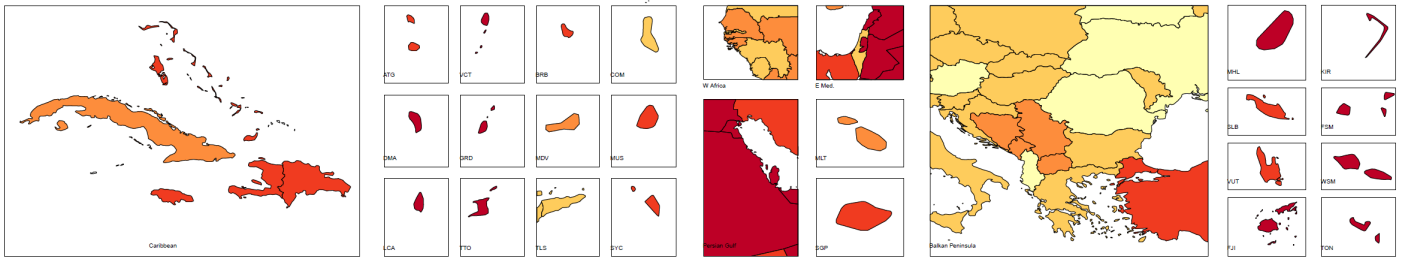 ATG
VCT
BRB
COM
W Africa
E Med.
MHL
KIR
DMA
GRD
MDV
MUS
MLT
SLB
FSM
VUT
WSM
Caribbean
LCA
TTO
TLS
SYC
Persian Gulf
SGP
Balkan Peninsula
FJI
TON